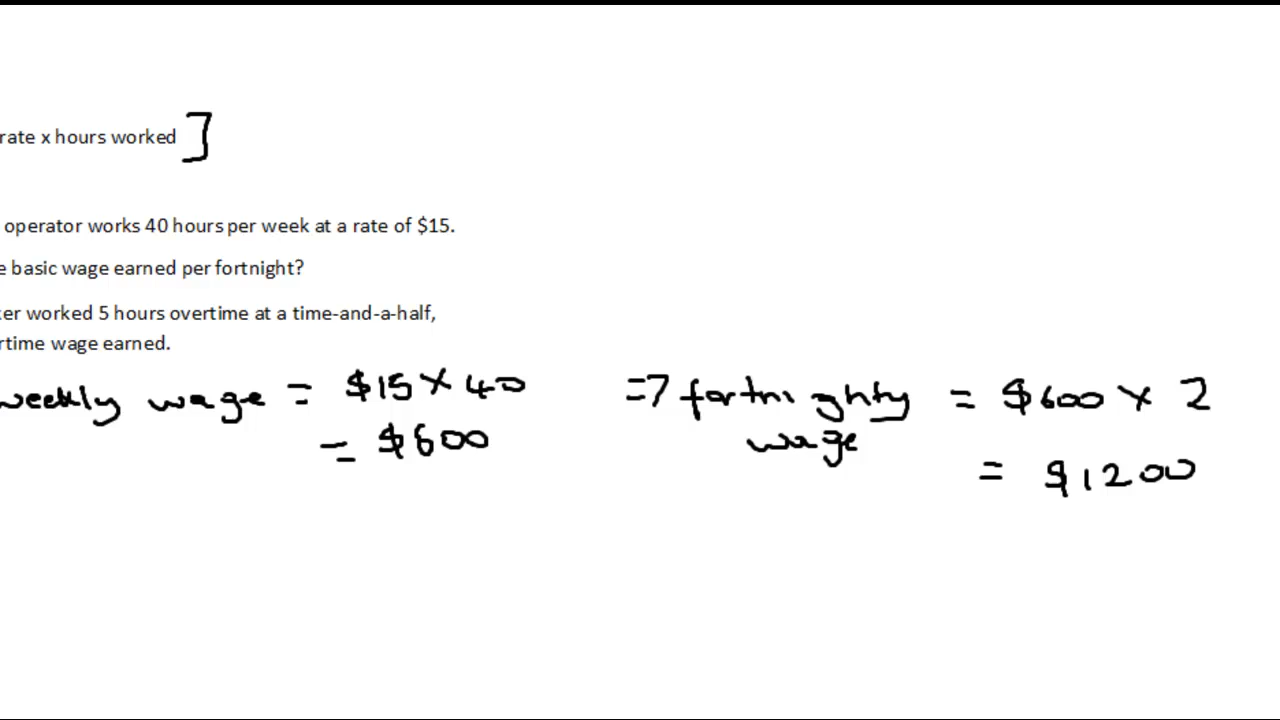 rate x hours worked ]
operator works 40 hours per week at a rate of $15.
e basic wage earned per fortnight?
ker worked 5 hours overtime at a time-and-a-half,
rtime wage earned.
weekly wage = $15 x 40 => fortnighty = $600 x 2
= $600 wage
= $1200